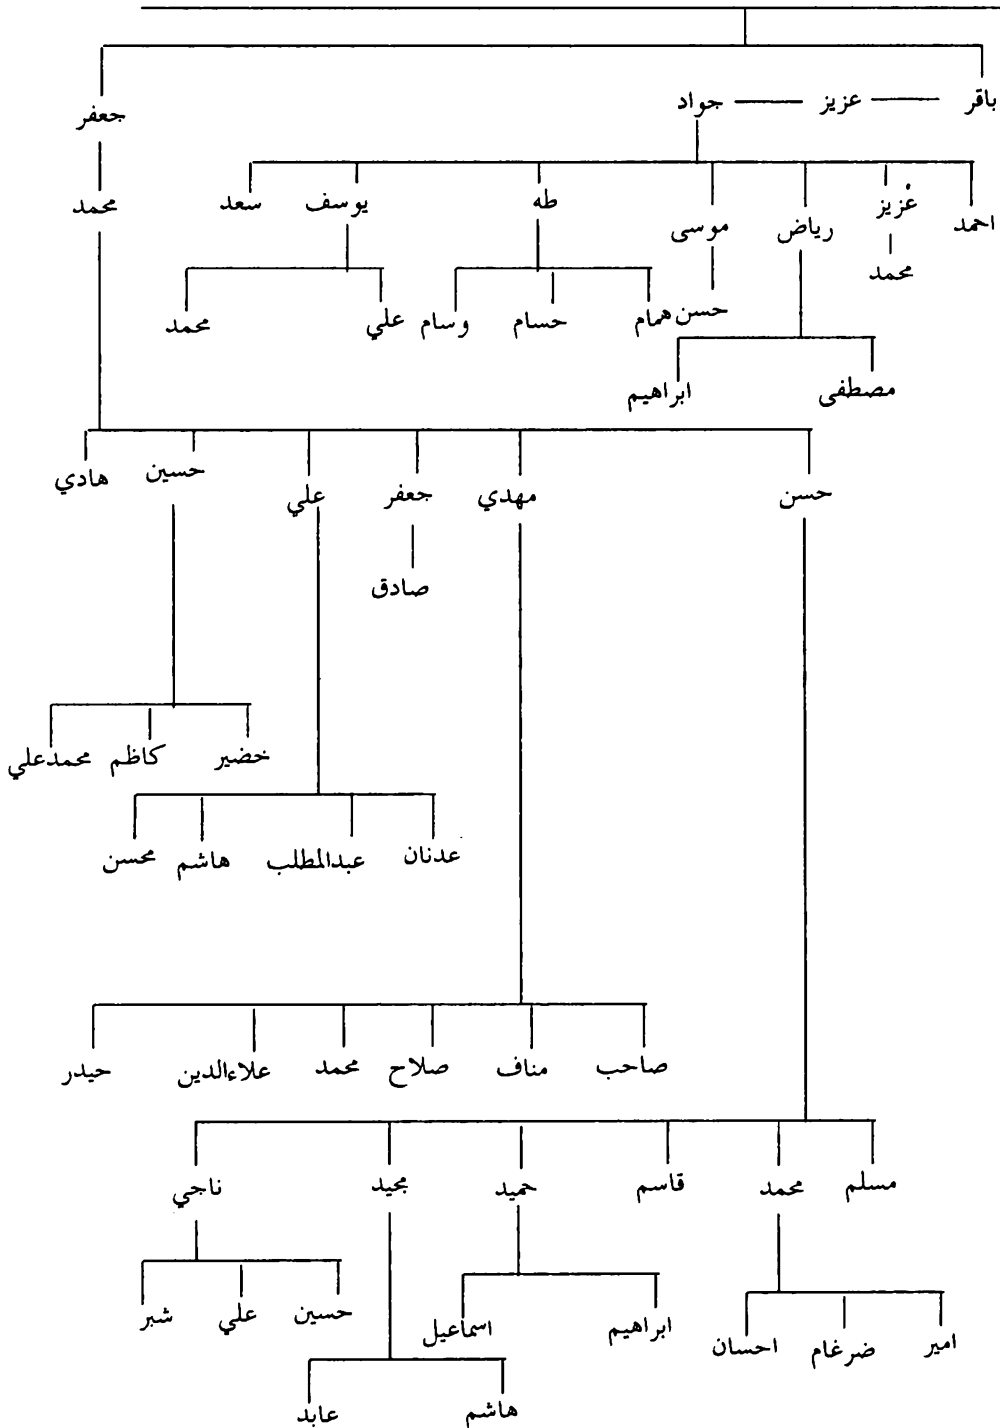 باقر عزيز جواد
جعفر
احمد عزيز رياض موسى طه يوسف سعد
محمد
محمد
علي محمد
همام حسام وسام
حسن
مصطفى ابراهيم
حسن مهدي جعفر علي حسين هادي
صادق
خضير كاظم محمدعلي
عدنان عبدالمطلب هاشم محسن
صاحب مناف صلاح محمد علاءالدين حيدر
مسلم محمد قاسم حميد مجيد ناجي
امير ضرغام احسان
ابراهيم اسماعيل
حسين علي شبر
هاشم عابد